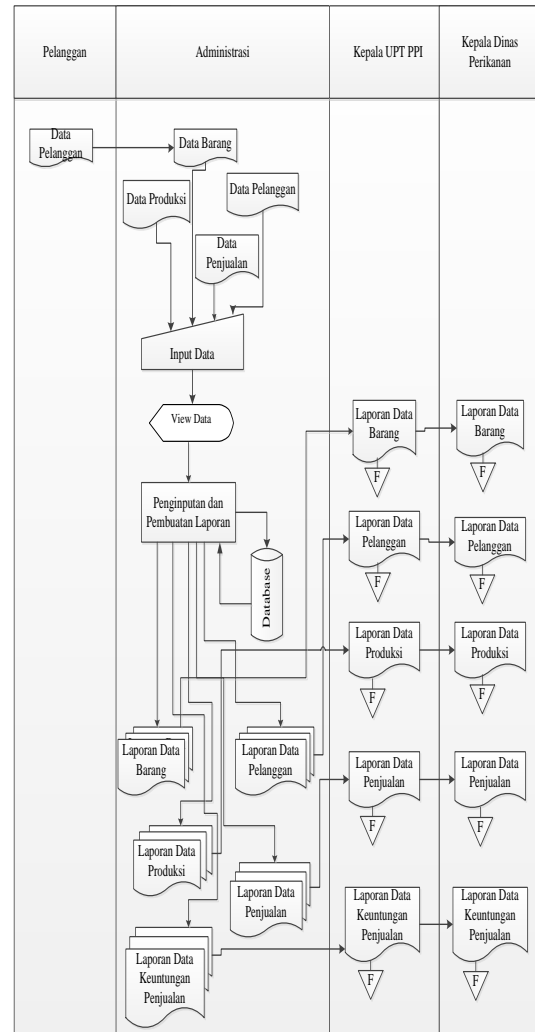 Pelanggan
Administrasi
Kepala UPT PPI
Kepala Dinas
Perikanan
Data
Pelanggan
Data Barang
Data Produksi
Data Pelanggan
Data
Penjualan
Input Data
View Data
Penginputan dan
Pembuatan Laporan
Database
Laporan Data
Barang
F
Laporan Data
Barang
F
Laporan Data
Pelanggan
F
Laporan Data
Pelanggan
F
Laporan Data
Produksi
F
Laporan Data
Produksi
F
Laporan Data
Barang
Laporan Data
Pelanggan
Laporan Data
Penjualan
F
Laporan Data
Penjualan
F
Laporan Data
Produksi
Laporan Data
Penjualan
Laporan Data
Keuntungan
Penjualan
F
Laporan Data
Keuntungan
Penjualan
F
Laporan Data
Keuntungan
Penjualan